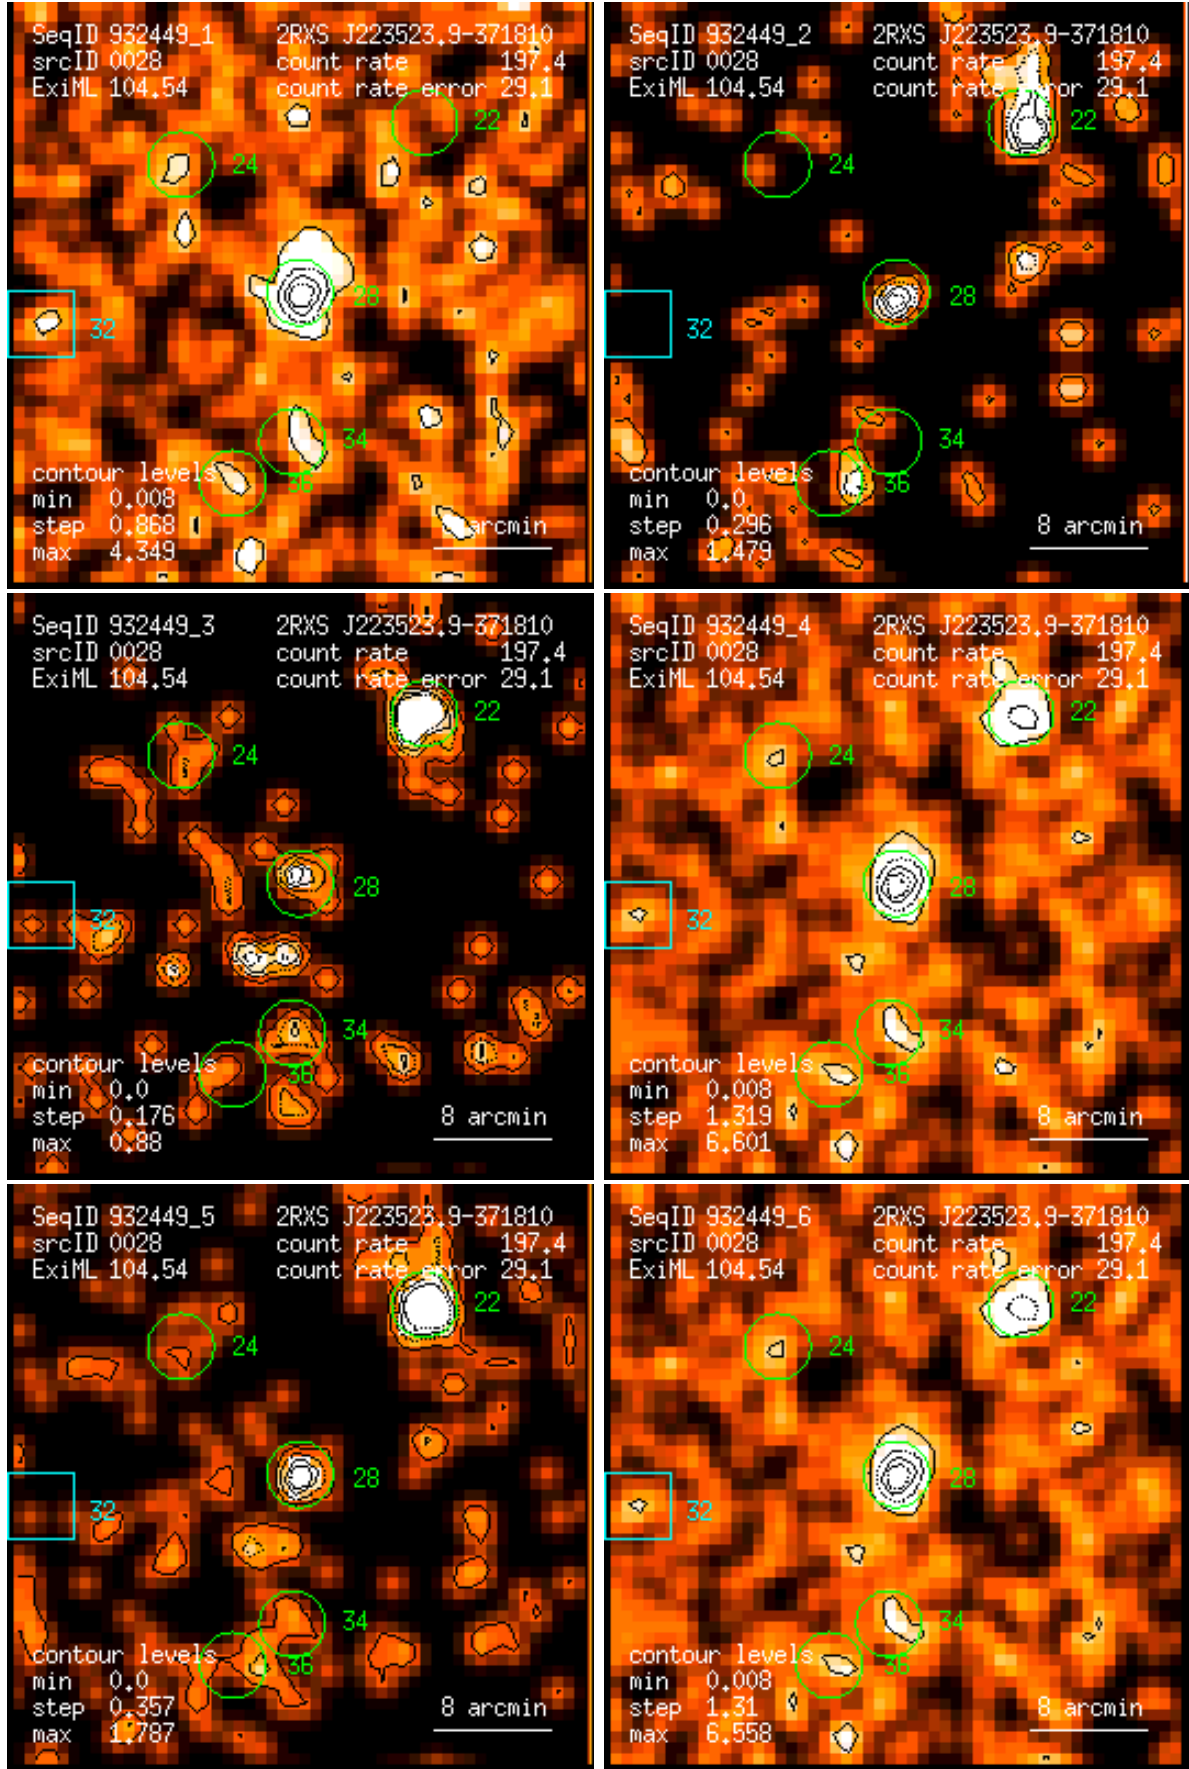 SeqID 932449_1 2RXS J223523.9-371810
srcID 0028 count rate 197.4
ExiML 104.54 count rate error 29.1
22
24
28
32
34
36
contour levels
min 0.008
step 0.868
max 4.349
arcmin
SeqID 932449_2 2RXS J223523.9-371810
srcID 0028 count rate 197.4
ExiML 104.54 count rate error 29.1
22
24
28
32
34
36
contour levels
min 0.0
step 0.296
max 1.479
8 arcmin
SeqID 932449_3 2RXS J223523.9-371810
srcID 0028 count rate 197.4
ExiML 104.54 count rate error 29.1
22
24
28
32
34
36
contour levels
min 0.0
step 0.176
max 0.88
8 arcmin
SeqID 932449_4 2RXS J223523.9-371810
srcID 0028 count rate 197.4
ExiML 104.54 count rate error 29.1
22
24
28
32
34
36
contour levels
min 0.008
step 1.319
max 6.601
8 arcmin
SeqID 932449_5 2RXS J223523.9-371810
srcID 0028 count rate 197.4
ExiML 104.54 count rate error 29.1
22
24
28
32
34
36
contour levels
min 0.0
step 0.357
max 1.787
8 arcmin
SeqID 932449_6 2RXS J223523.9-371810
srcID 0028 count rate 197.4
ExiML 104.54 count rate error 29.1
22
24
28
32
34
36
contour levels
min 0.008
step 1.31
max 6.558
8 arcmin